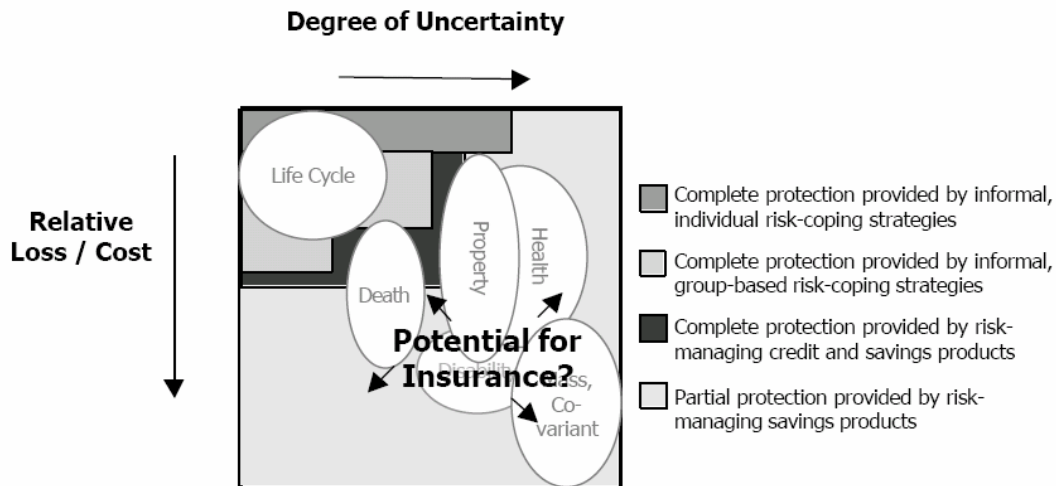 Degree of Uncertainty
Relative
Loss / Cost
Life Cycle
Death
Property
Health
Potential for
Insurance?
Disability
Co-
variant
Complete protection provided by informal,
individual risk-coping strategies
Complete protection provided by informal,
group-based risk-coping strategies
Complete protection provided by risk-
managing credit and savings products
Partial protection provided by risk-
managing savings products